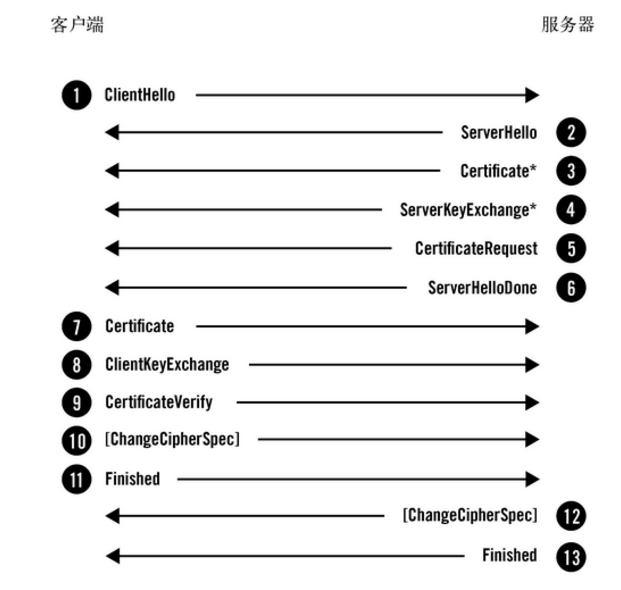 客户端 服务器
1 ClientHello
ServerHello 2
Certificate* 3
ServerKeyExchange* 4
CertificateRequest 5
ServerHelloDone 6
7 Certificate
8 ClientKeyExchange
9 CertificateVerify
10 [ChangeCipherSpec]
11 Finished
[ChangeCipherSpec] 12
Finished 13